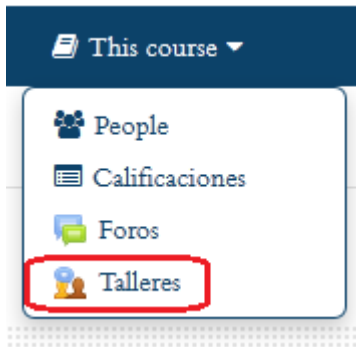 This course
People
Calificaciones
Foros
Talleres